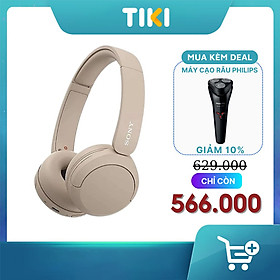 TIKI
MUA KÈM DEAL
MÁY CẠO RÂU PHILIPS
GIẢM 10%
629.000
CHỈ CÒN
566.000
SONY